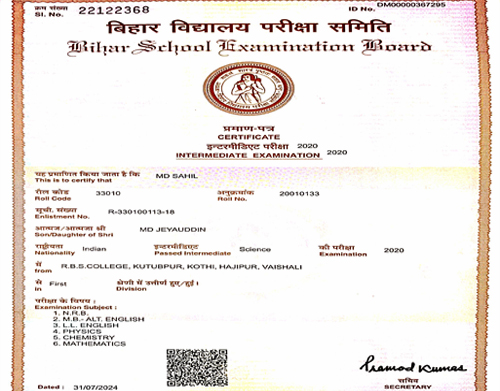 क्रम संख्या
Sl. No. 22122368
ID No. DM00000367295
बिहार विद्यालय परीक्षा समिति
Bihar School Examination Board
प्रमाण-पत्र
CERTIFICATE
इन्टरमीडिएट परीक्षा 2020
INTERMEDIATE EXAMINATION 2020
यह प्रमाणित किया जाता है कि MD SAHIL
This is to certify that
रौल कोड 33010 अनुक्रमांक 20010133
Roll Code Roll No.
सूची. संख्या R-330100113-18
Enlistment No.
आत्मज/आत्मजा श्री MD JEYAUDDIN
Son/Daughter of Shri
राष्ट्रीयता Indian इन्टरमीडिएट Science की परीक्षा 2020
Nationality Passed Intermediate Examination
से R.B.S.COLLEGE, KUTUBPUR, KOTHI, HAJIPUR, VAISHALI
from
से First श्रेणी में उत्तीर्ण हुए/हुई।
in Division
परीक्षा के विषय :
Examination Subject :
1. N.R.B.
2. M.B.- ALT. ENGLISH
3. L.L. ENGLISH
4. PHYSICS
5. CHEMISTRY
6. MATHEMATICS
Pramod Kumar
सचिव
SECRETARY
Dated : 31/07/2024